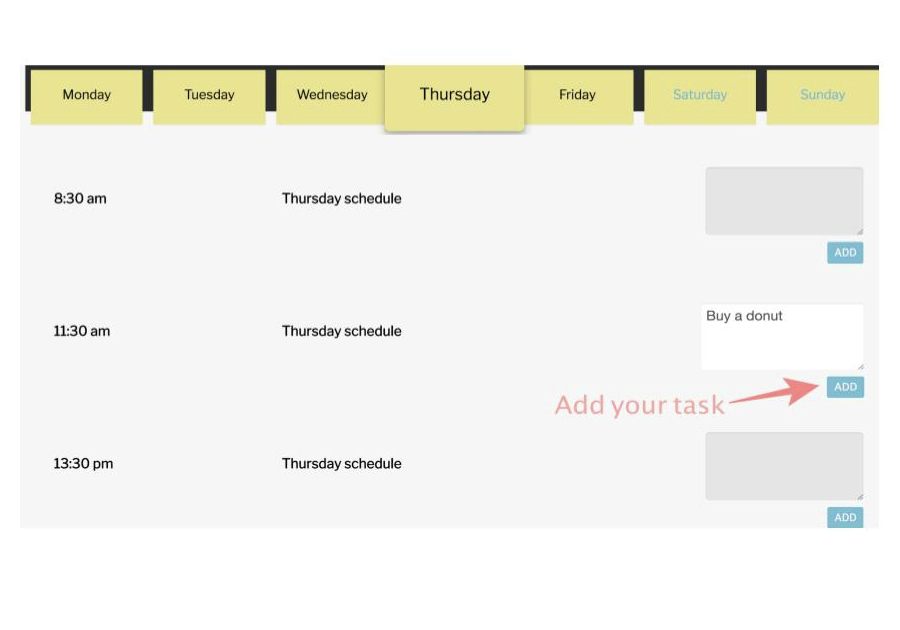 Monday Tuesday Wednesday Thursday Friday Saturday Sunday
8:30 am Thursday schedule
ADD
11:30 am Thursday schedule Buy a donut
ADD
Add your task
13:30 pm Thursday schedule
ADD